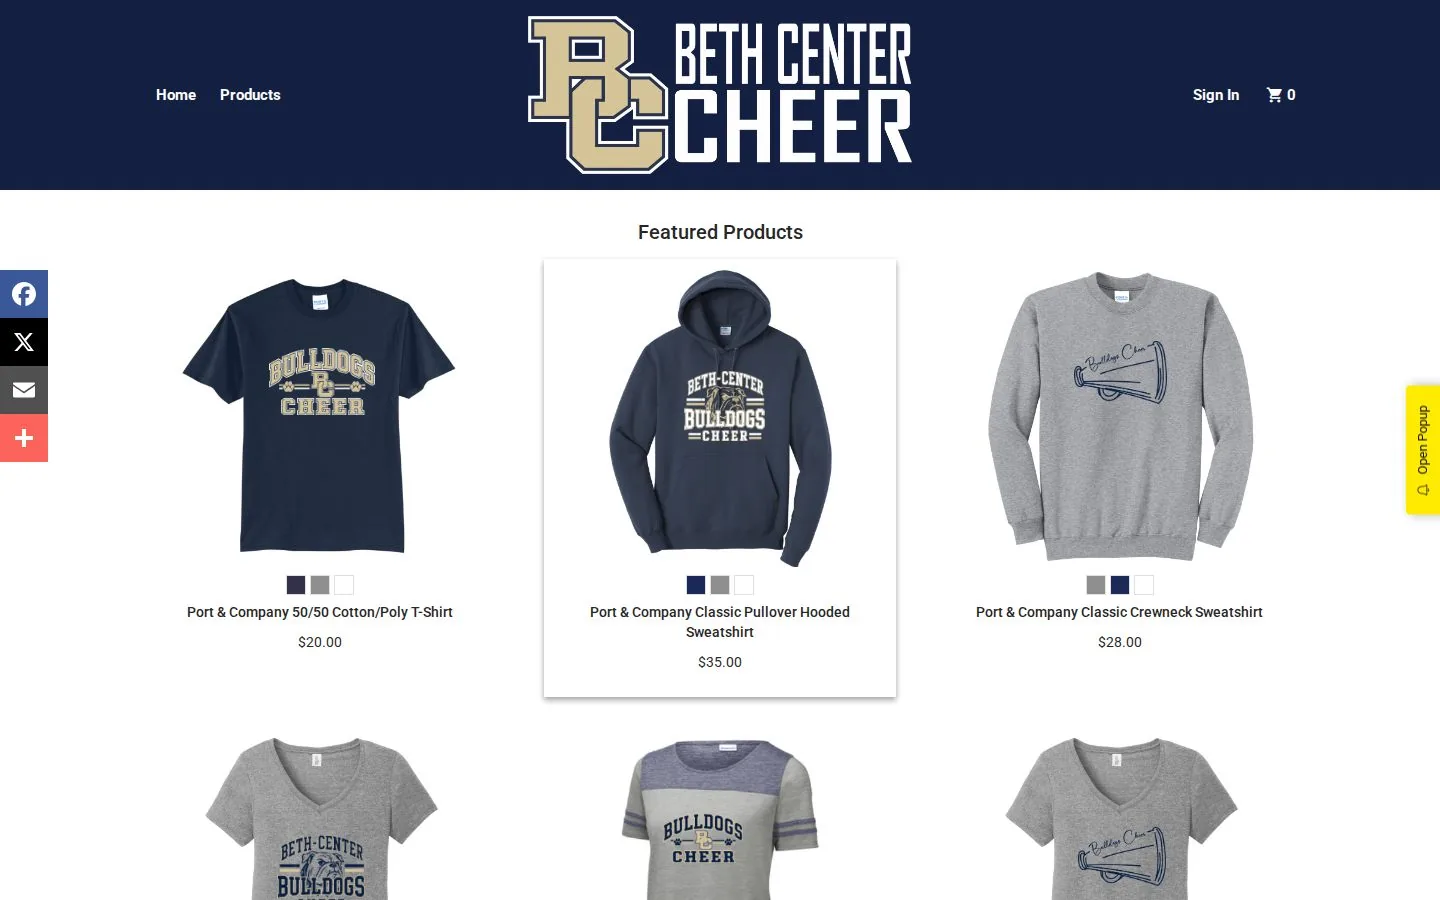 BC
BETH CENTER
CHEER
Home
Products
Sign In
0
Featured Products
BULLDOGS
BC
CHEER
BETH-CENTER
BULLDOGS
CHEER
Bulldogs Cheer
Port & Company 50/50 Cotton/Poly T-Shirt
$20.00
Port & Company Classic Pullover Hooded
Sweatshirt
$35.00
Port & Company Classic Crewneck Sweatshirt
$28.00
Open Popup
BETH-CENTER
BULLDOGS
BULLDOGS
BC
CHEER
Bulldogs Cheer